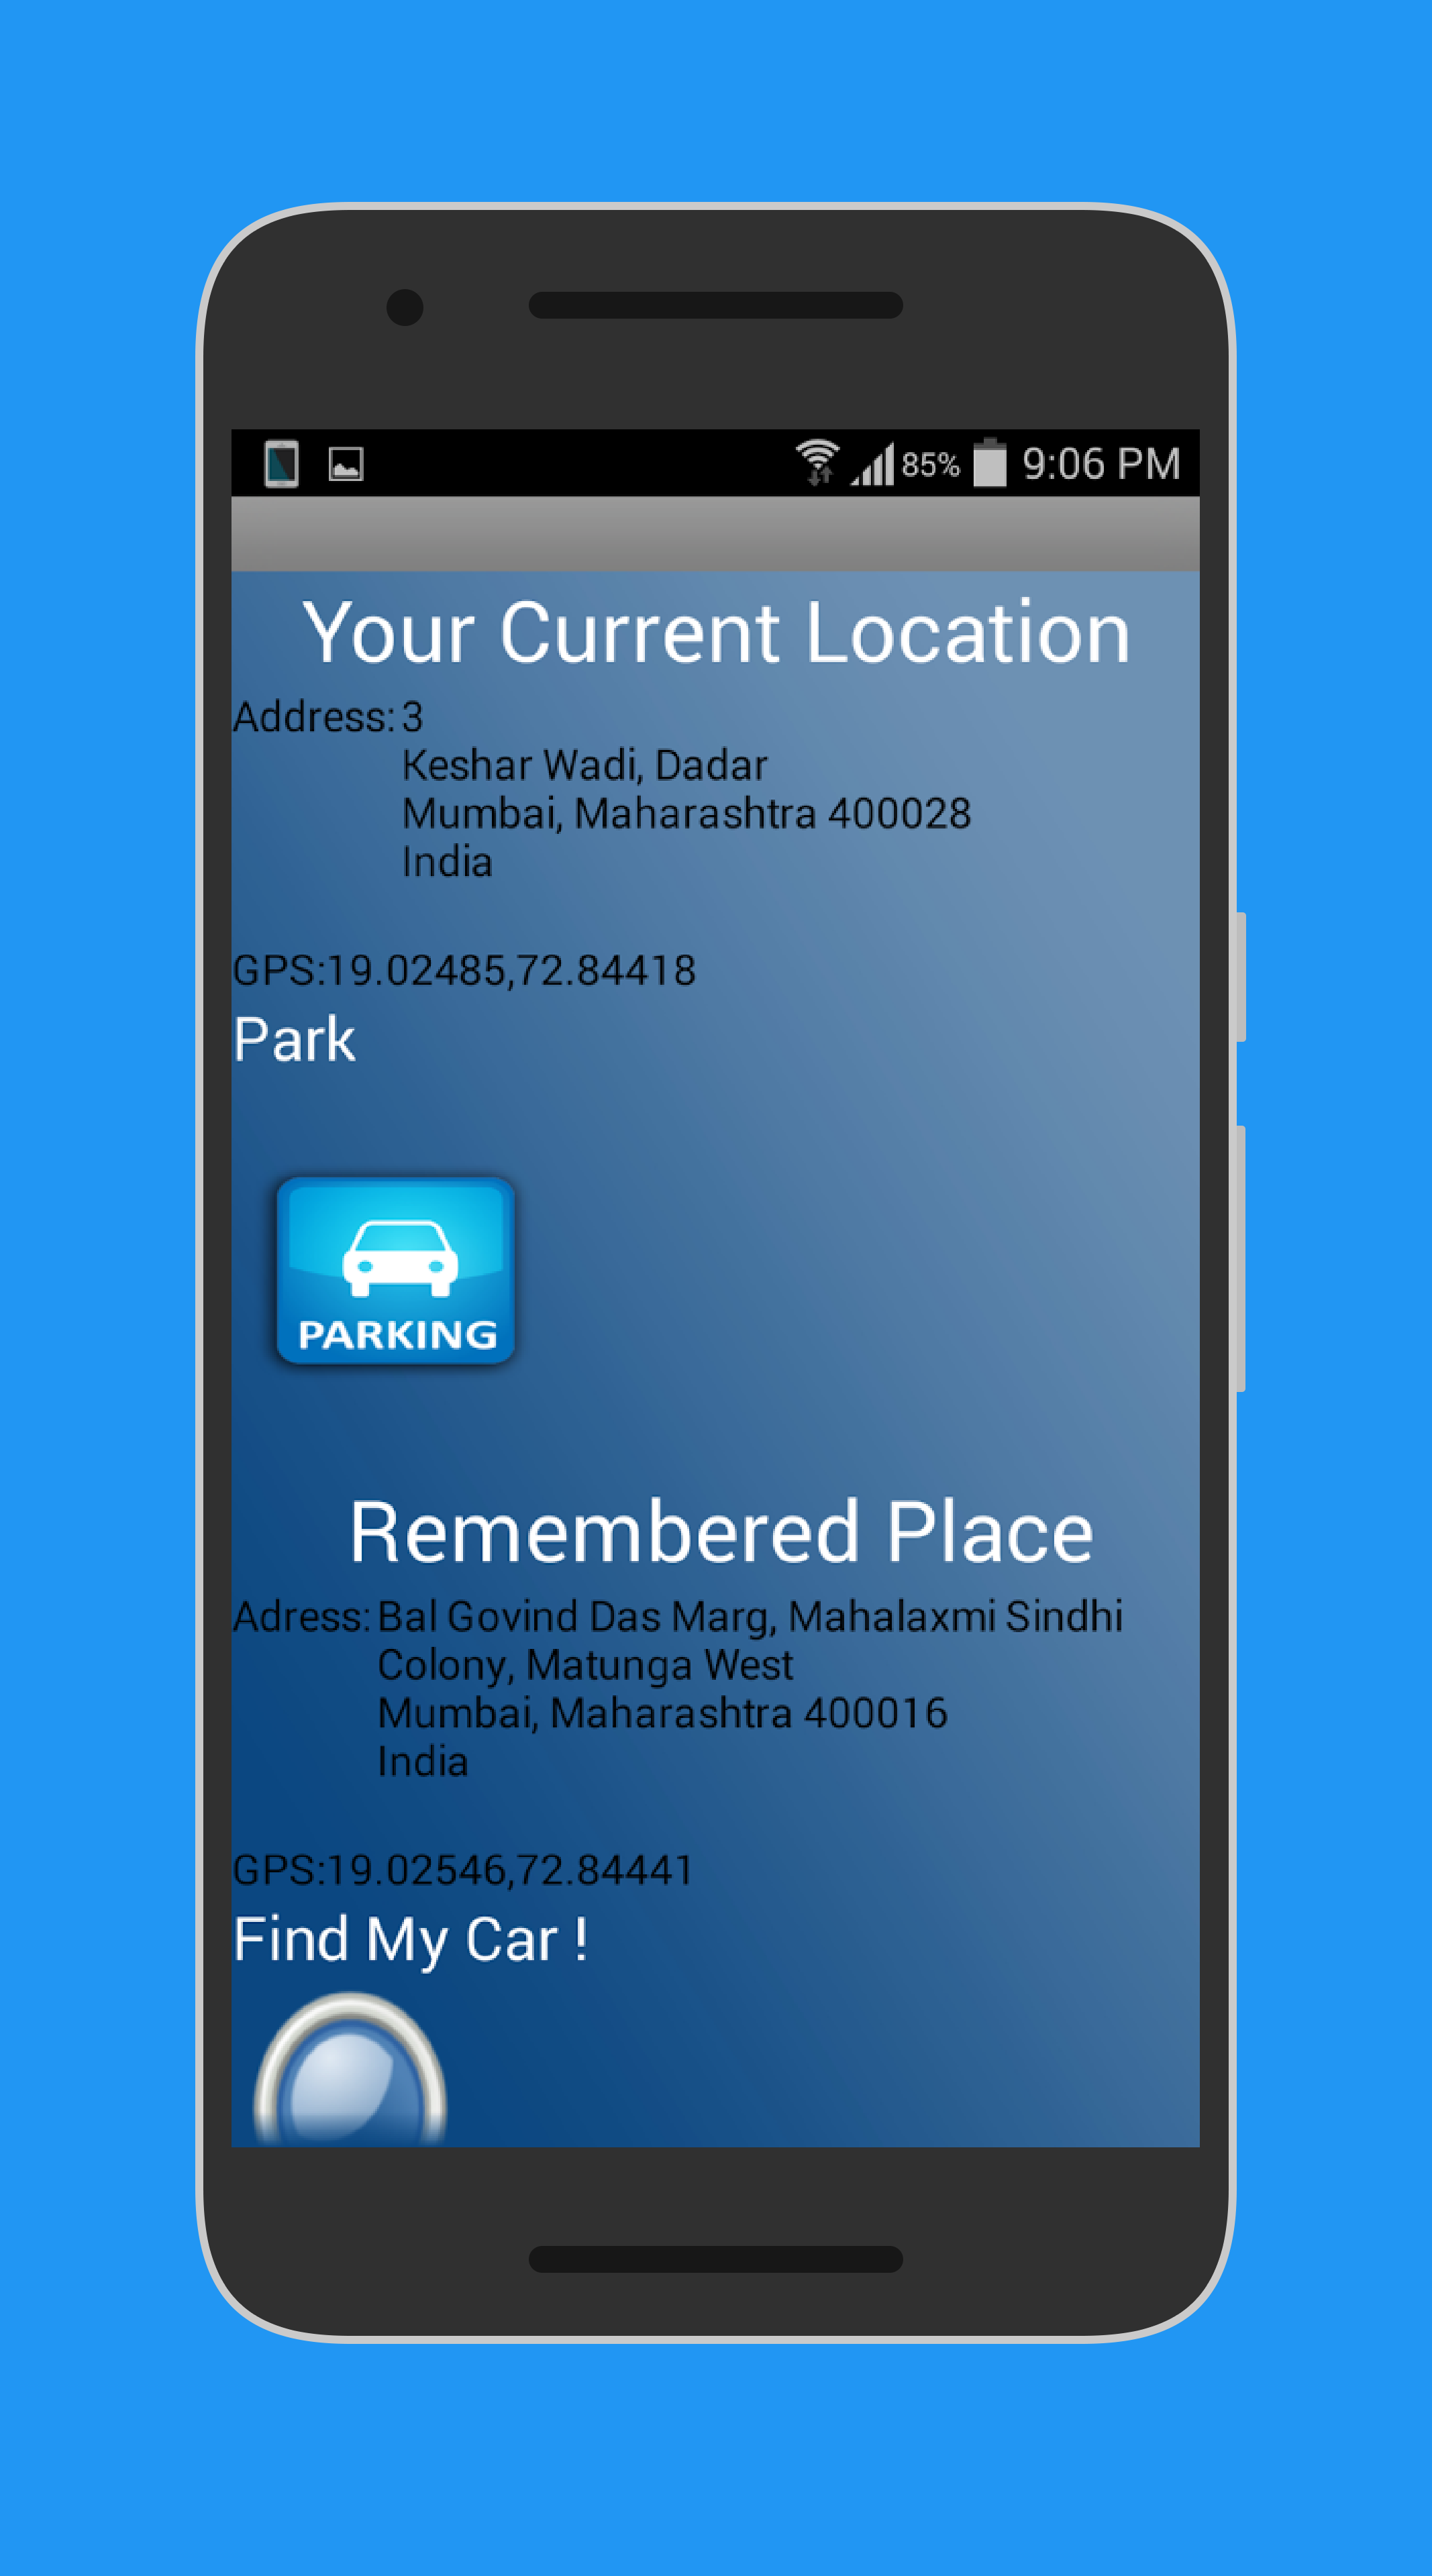 85% 9:06 PM
Your Current Location
Address: 3
Keshar Wadi, Dadar
Mumbai, Maharashtra 400028
India
GPS:19.02485,72.84418
Park
PARKING
Remembered Place
Adress: Bal Govind Das Marg, Mahalaxmi Sindhi
Colony, Matunga West
Mumbai, Maharashtra 400016
India
GPS:19.02546,72.84441
Find My Car !